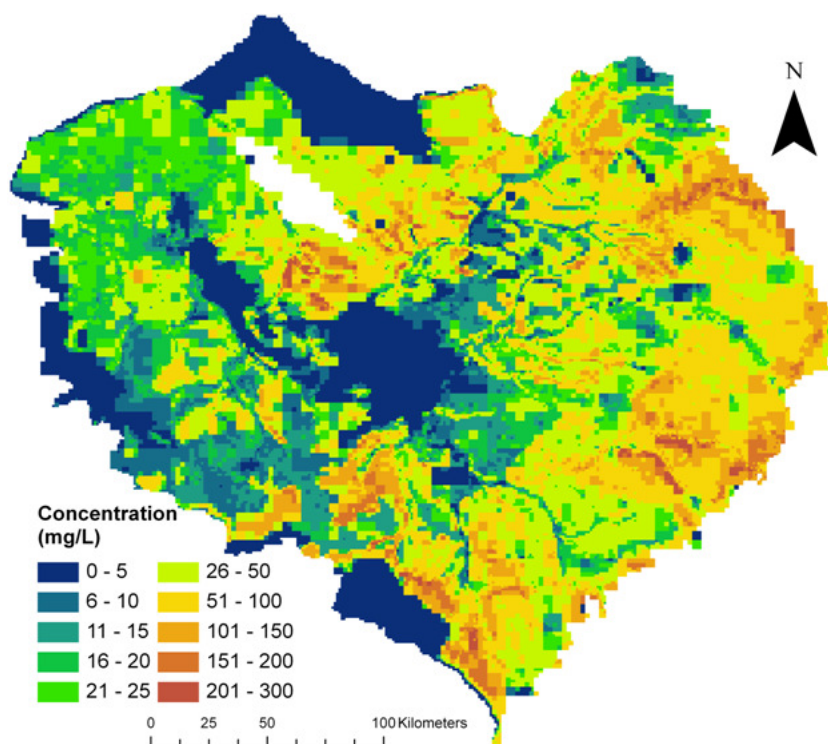 N
Concentration
(mg/L)
0 - 5
6 - 10
11 - 15
16 - 20
21 - 25
26 - 50
51 - 100
101 - 150
151 - 200
201 - 300
0 50 100 Kilometers